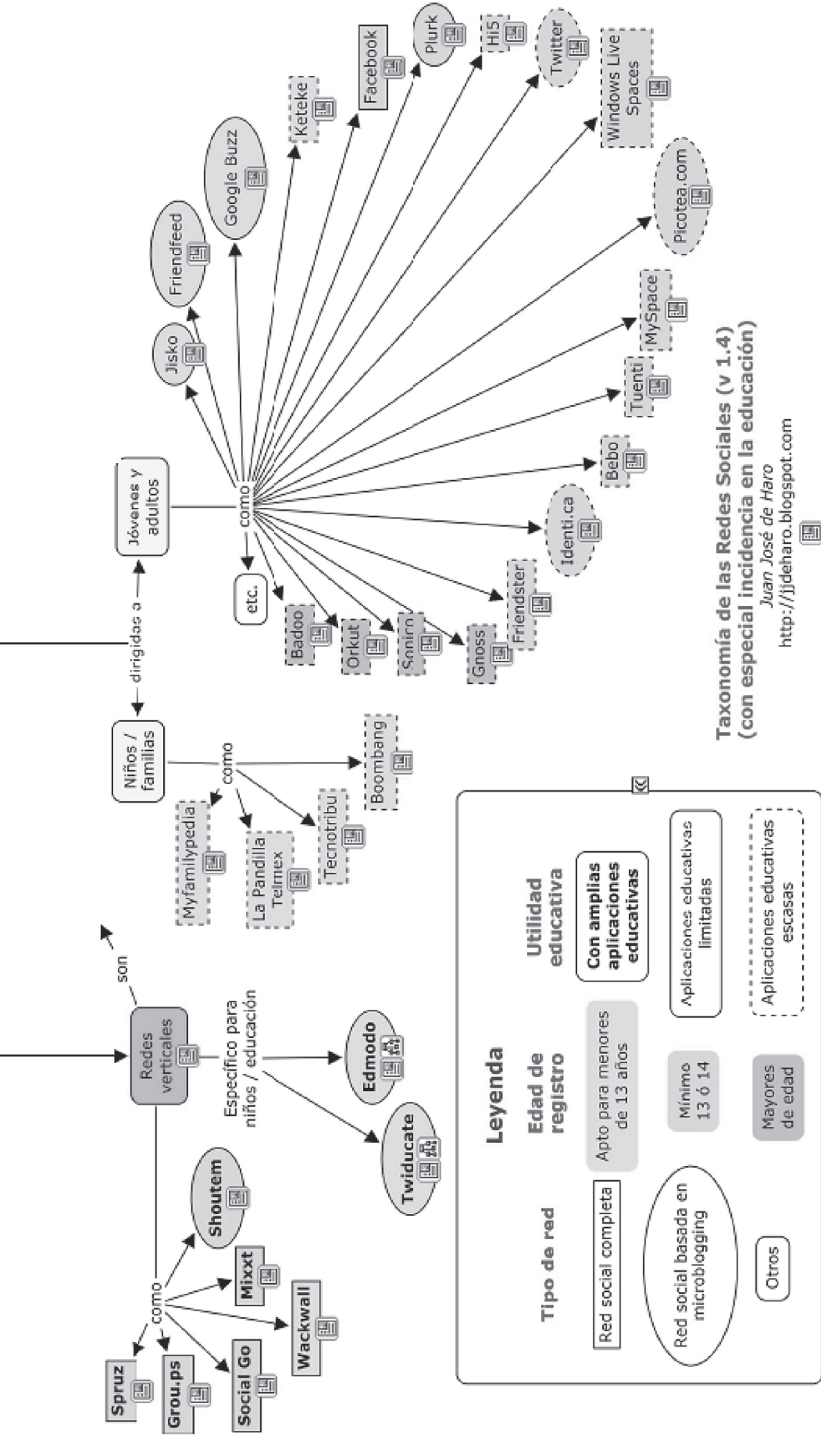 son
Redes
verticales
como
Spruz
Grou.ps
Social Go
Wackwall
Mixxt
Shoutem
Específico para
niños / educación
Twiducate
Edmodo
dirigidas a
Niños /
familias
como
Myfamilypedia
La Pandilla
Telmex
Tecnotribu
Boombang
Jóvenes y
adultos
como
etc.
Badoo
Orkut
Sonico
Gnoss
Friendster
Identi.ca
Bebo
Tuenti
MySpace
Picotea.com
Windows Live
Spaces
Twitter
Hi5
Plurk
Facebook
Keteke
Google Buzz
Friendfeed
Jisko
Leyenda
Tipo de red
Red social completa
Red social basada en
microblogging
Otros
Edad de
registro
Apto para menores
de 13 años
Mínimo
13 ó 14
Mayores
de edad
Utilidad
educativa
Con amplias
aplicaciones
educativas
Aplicaciones educativas
limitadas
Aplicaciones educativas
escasas
Taxonomía de las Redes Sociales (v 1.4)
(con especial incidencia en la educación)
Juan José de Haro
http://jjdeharo.blogspot.com